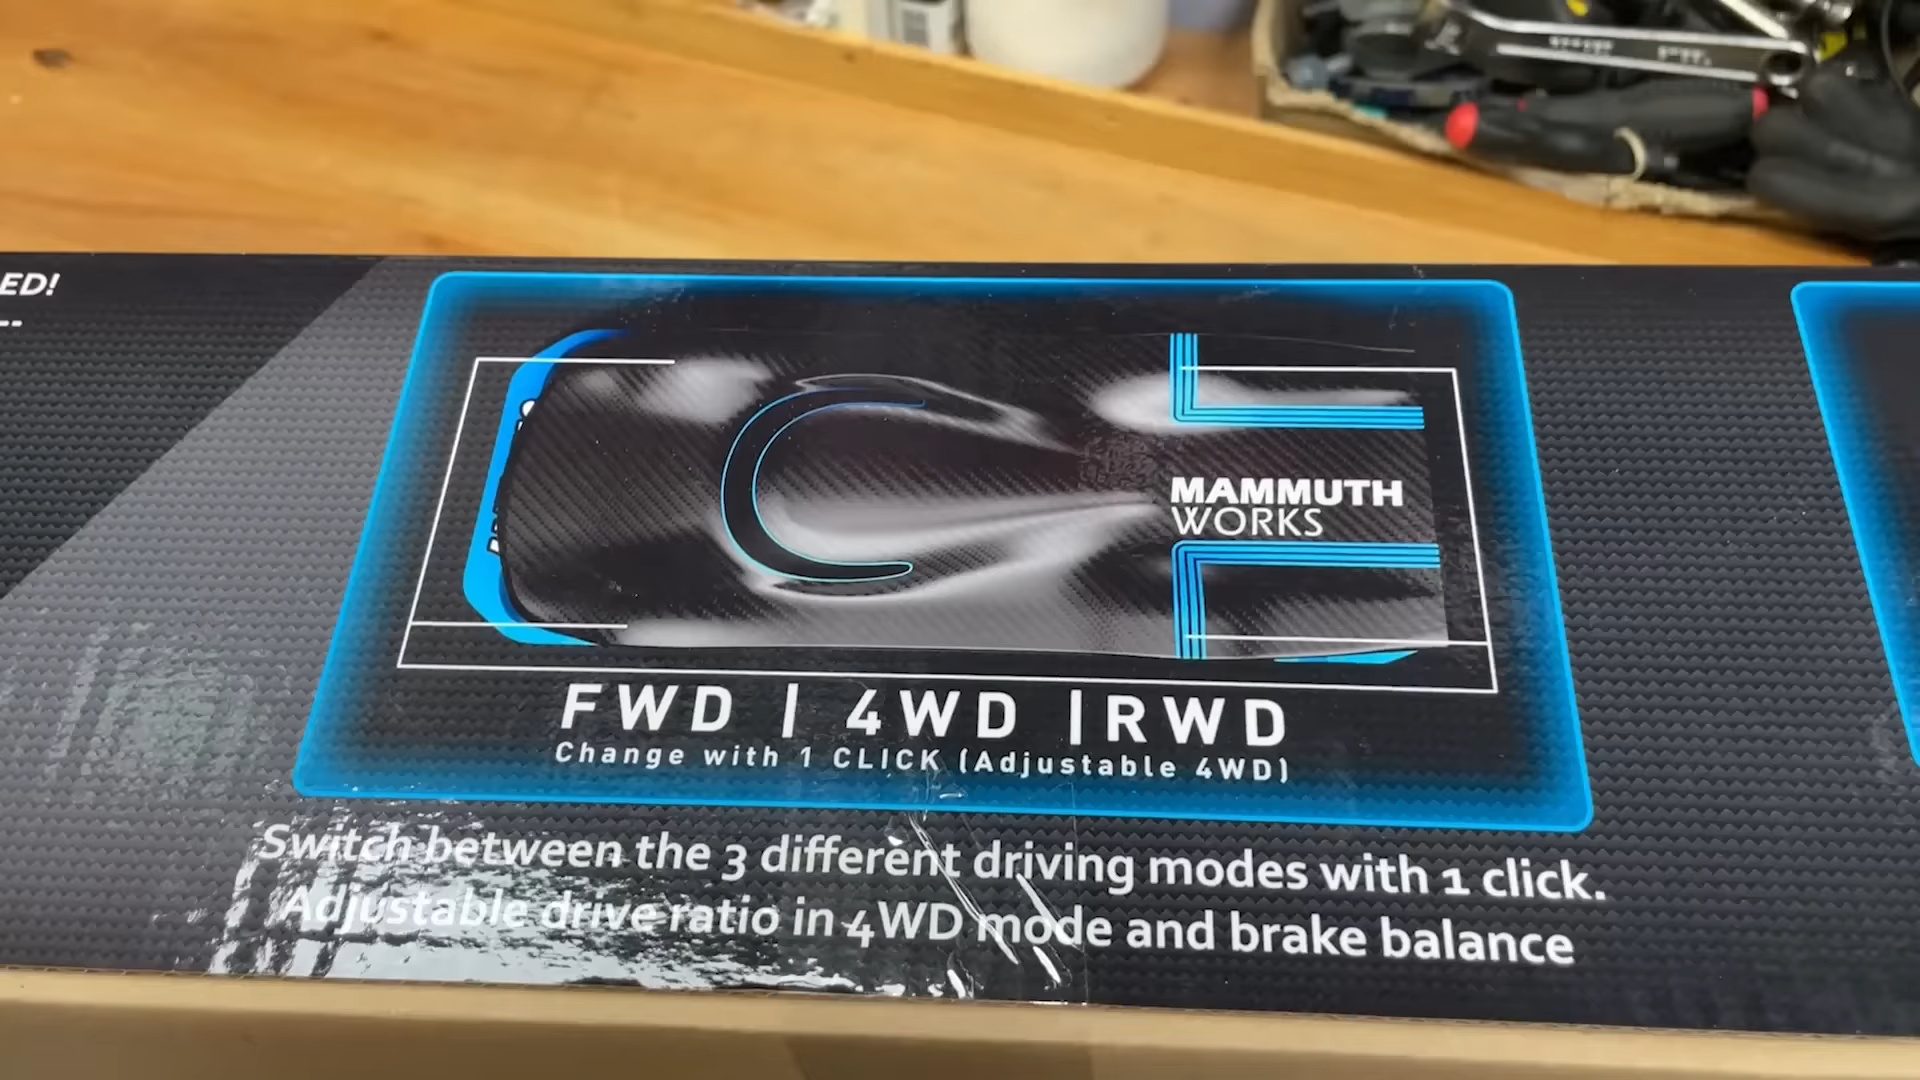 ED!
--
MAMMUTH
WORKS
FWD | 4WD |RWD
Change with 1 CLICK (Adjustable 4WD)
Switch between the 3 different driving modes with 1 click.
Adjustable drive ratio in 4WD mode and brake balance